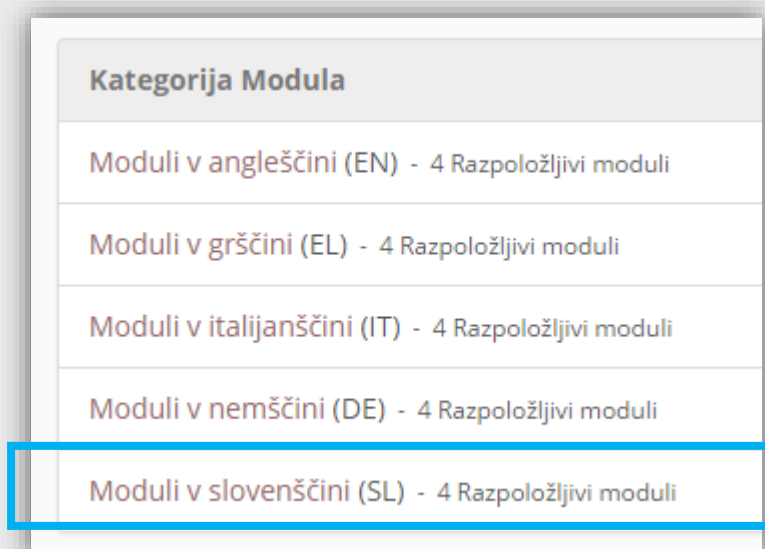 Kategorija Modula
Moduli v angleščini (EN) - 4 Razpoložljivi moduli
Moduli v grščini (EL) - 4 Razpoložljivi moduli
Moduli v italijanščini (IT) - 4 Razpoložljivi moduli
Moduli v nemščini (DE) - 4 Razpoložljivi moduli
Moduli v slovenščini (SL) - 4 Razpoložljivi moduli